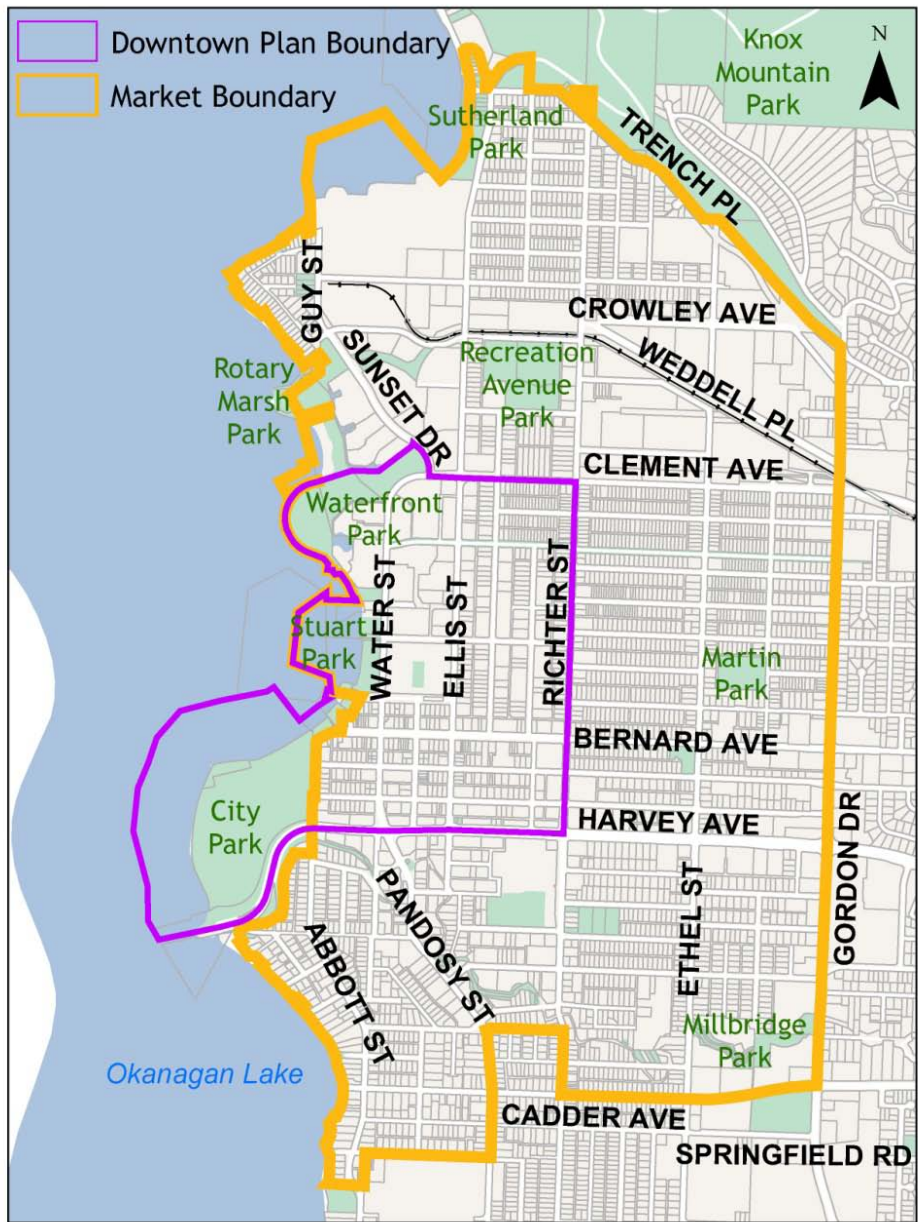 Downtown Plan Boundary
Market Boundary
Knox
Mountain
Park
N
Sutherland
Park
TRENCH PL
GUY ST
CROWLEY AVE
SUNSET DR
Recreation
Avenue
Park
WEDDELL PL
Rotary
Marsh
Park
CLEMENT AVE
Waterfront
Park
WATER ST
ELLIS ST
RICHTER ST
Stuart
Park
Martin
Park
BERNARD AVE
City
Park
HARVEY AVE
GORDON DR
PANDOSY ST
ETHEL ST
ABBOTT ST
Millbridge
Park
Okanagan Lake
CADDER AVE
SPRINGFIELD RD